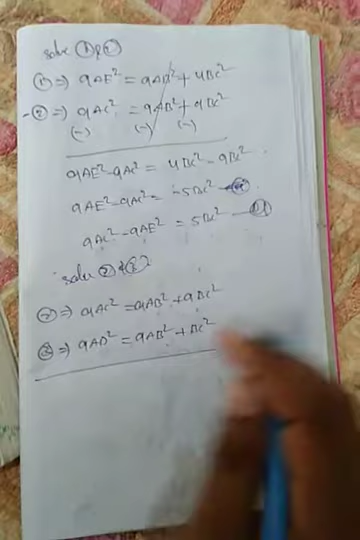 solve ① & ②
① ⇒ 9AE² = 9AB² + 4BC²
-② ⇒ 9AC² = 9AB² + 9BC²
(-) (-) (-)
9AE² - 9AC² = 4BC² - 9BC²
9AE² - 9AC² = -5BC²
9AC² - 9AE² = 5BC²
solve ② &
② ⇒ 9AC² = 9AB² + 9BC²
③ ⇒ 9AD² = 9AB² + BC²